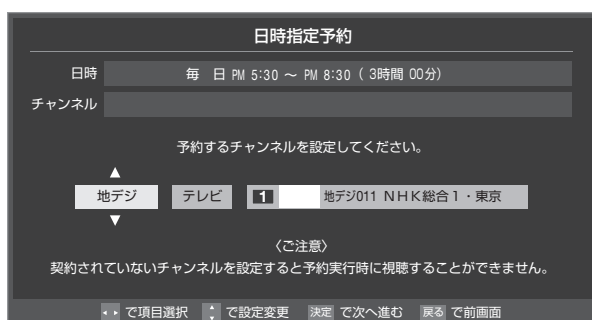 日時指定予約
日時 毎 日 PM 5:30 ～ PM 8:30 ( 3時間 00分)
チャンネル
予約するチャンネルを設定してください。
地デジ テレビ 1 地デジ011 NHK総合1・東京
〈ご注意〉
契約されていないチャンネルを設定すると予約実行時に視聴することができません。
で項目選択 で設定変更 決定 で次へ進む 戻る で前画面